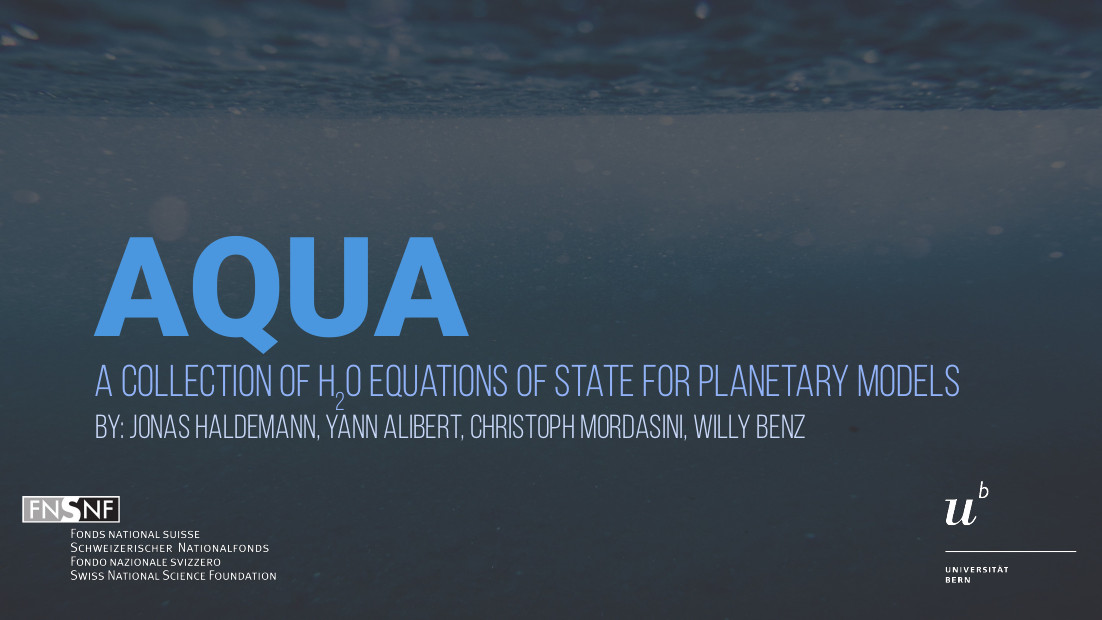 AQUA
A COLLECTION OF H₂O EQUATIONS OF STATE FOR PLANETARY MODELS
BY: JONAS HALDEMANN, YANN ALIBERT, CHRISTOPH MORDASINI, WILLY BENZ
FNSNF
FONDS NATIONAL SUISSE
SCHWEIZERISCHER NATIONALFONDS
FONDO NAZIONALE SVIZZERO
SWISS NATIONAL SCIENCE FOUNDATION
u b
UNIVERSITÄT
BERN